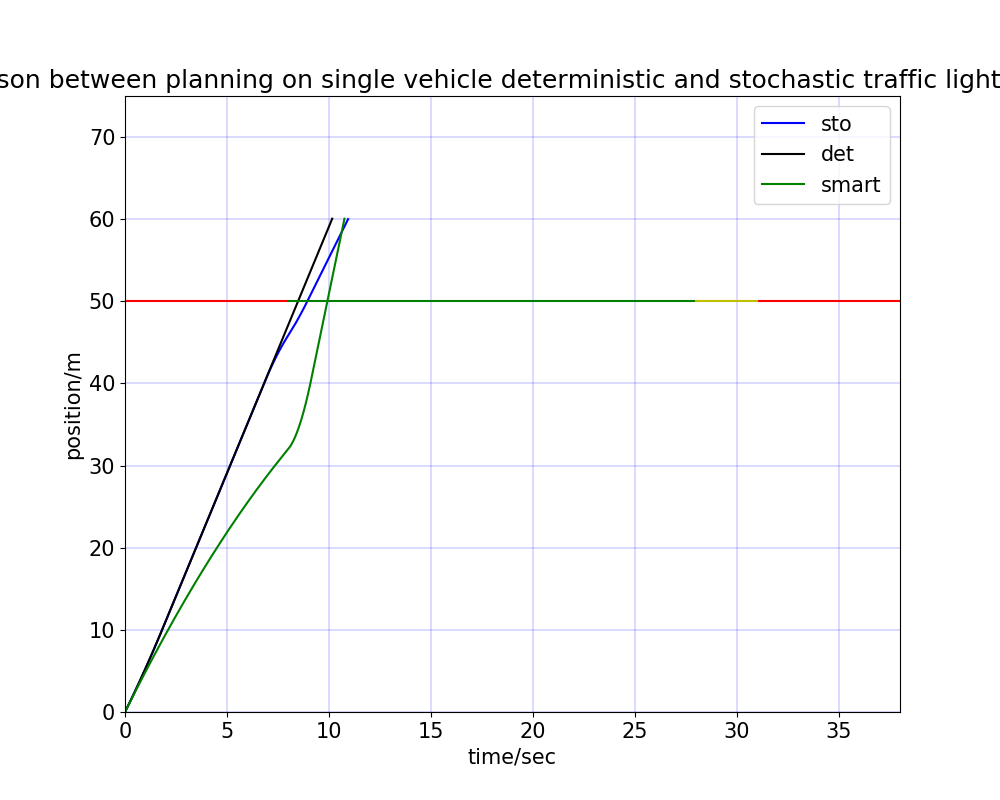 son between planning on single vehicle deterministic and stochastic traffic light
sto
det
smart
70
60
50
40
30
20
10
0
position/m
0 5 10 15 20 25 30 35
time/sec